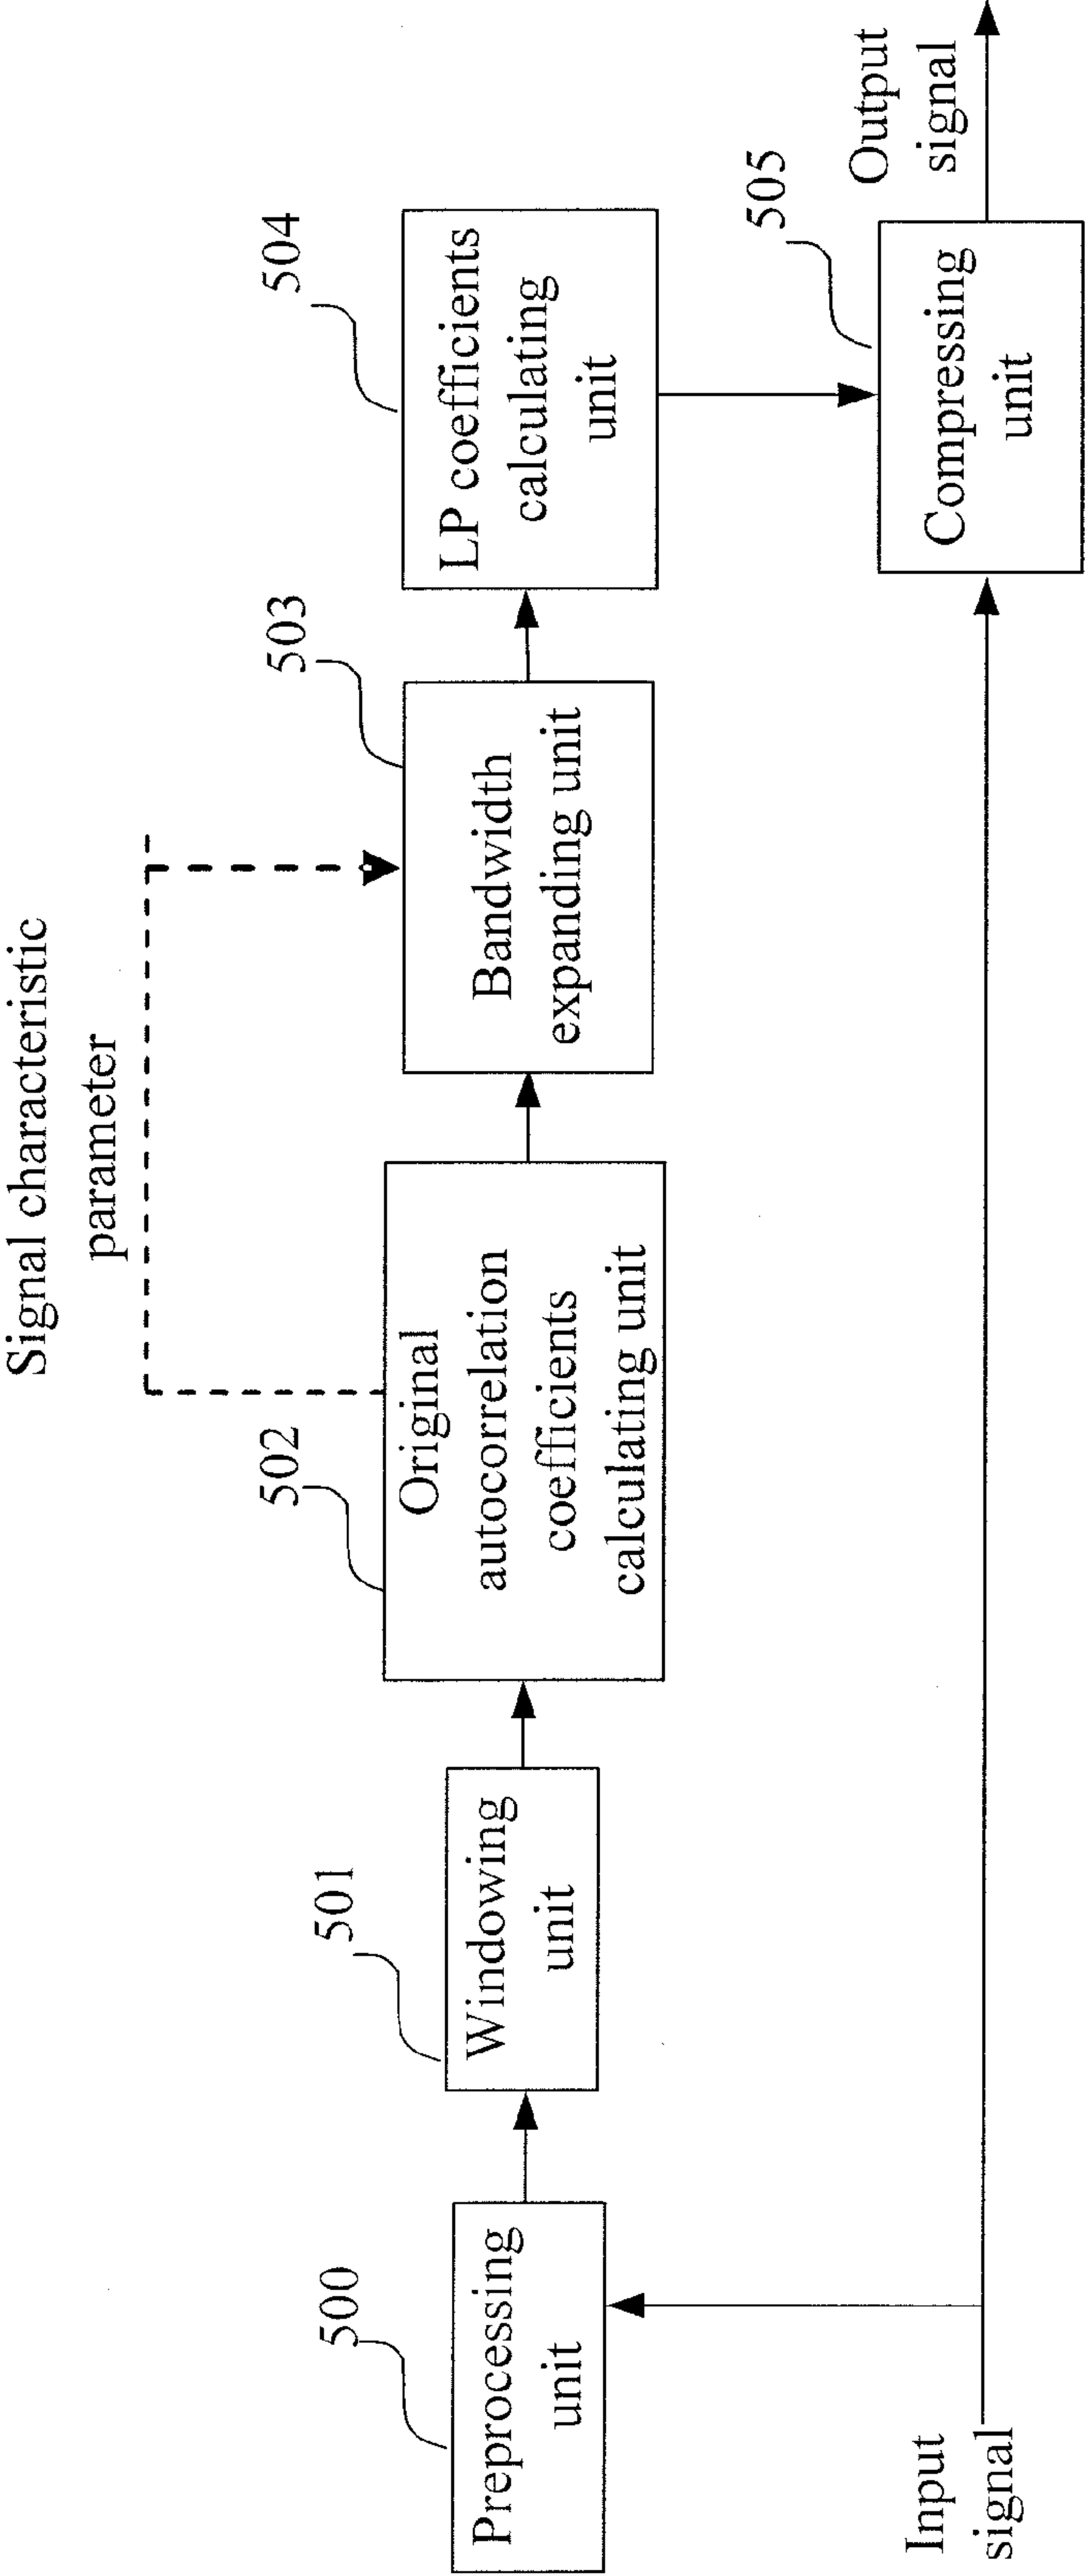 Signal characteristic
parameter
500
Preprocessing
unit
501
Windowing
unit
502
Original
autocorrelation
coefficients
calculating unit
503
Bandwidth
expanding unit
504
LP coefficients
calculating
unit
505
Compressing
unit
Input
signal
Output
signal